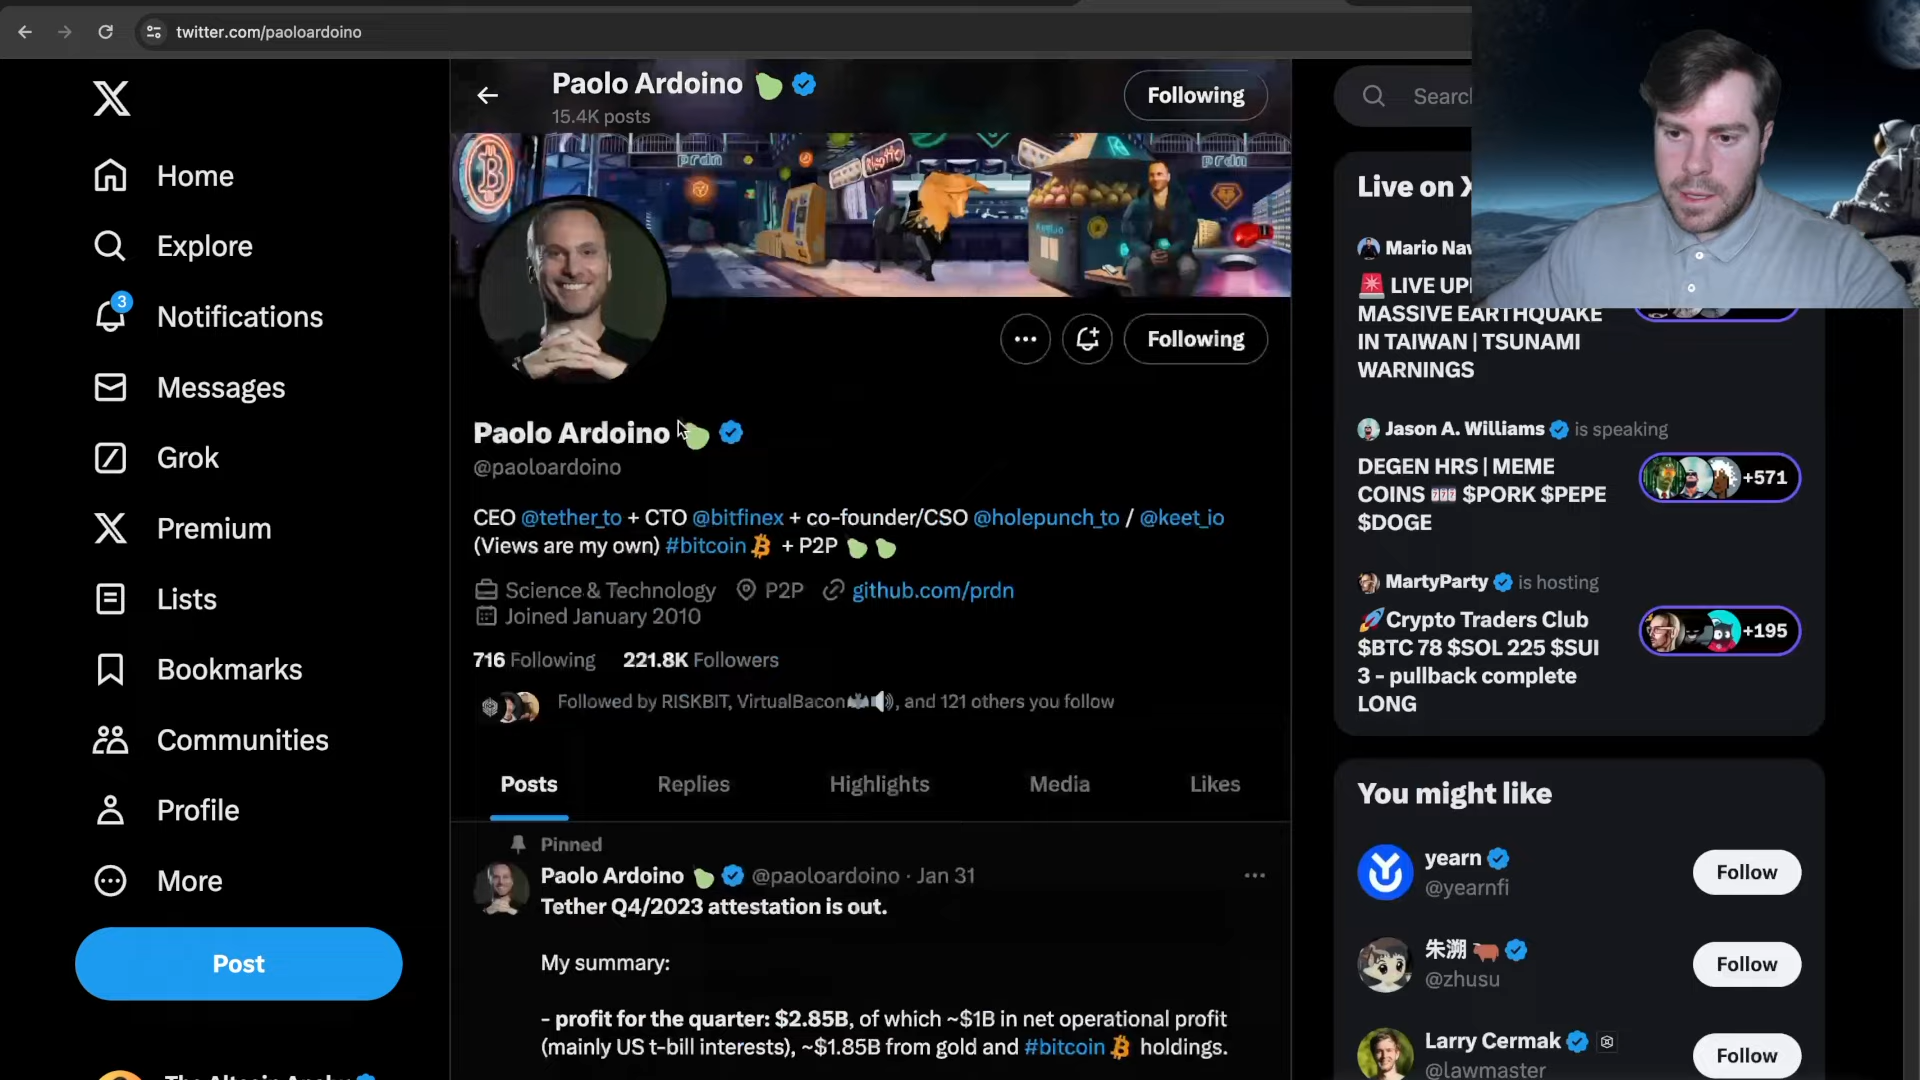 twitter.com/paoloardoino
Paolo Ardoino
15.4K posts
Following
Home
Explore
3
Notifications
Messages
Grok
Premium
Lists
Bookmarks
Communities
Profile
More
Post
prdn
prdn
Following
Paolo Ardoino
@paoloardoino
CEO @tether_to + CTO @bitfinex + co-founder/CSO @holepunch_to / @keet_io
(Views are my own) #bitcoin + P2P
Science & Technology P2P github.com/prdn
Joined January 2010
716 Following 221.8K Followers
Followed by RISKBIT, VirtualBacon, and 121 others you follow
Posts Replies Highlights Media Likes
Pinned
Paolo Ardoino @paoloardoino · Jan 31
Tether Q4/2023 attestation is out.
My summary:
- profit for the quarter: $2.85B, of which ~$1B in net operational profit
(mainly US t-bill interests), ~$1.85B from gold and #bitcoin holdings.
Live on X
Mario
LIVE
MASSIVE EARTHQUAKE
IN TAIWAN | TSUNAMI
WARNINGS
Jason A. Williams is speaking
DEGEN HRS | MEME
COINS $PORK $PEPE
$DOGE
+571
MartyParty is hosting
Crypto Traders Club
$BTC 78 $SOL 225 $SUI
3 - pullback complete
LONG
+195
You might like
yearn
@yearnfi
Follow
朱溯
@zhusu
Follow
Larry Cermak
@lawmaster
Follow